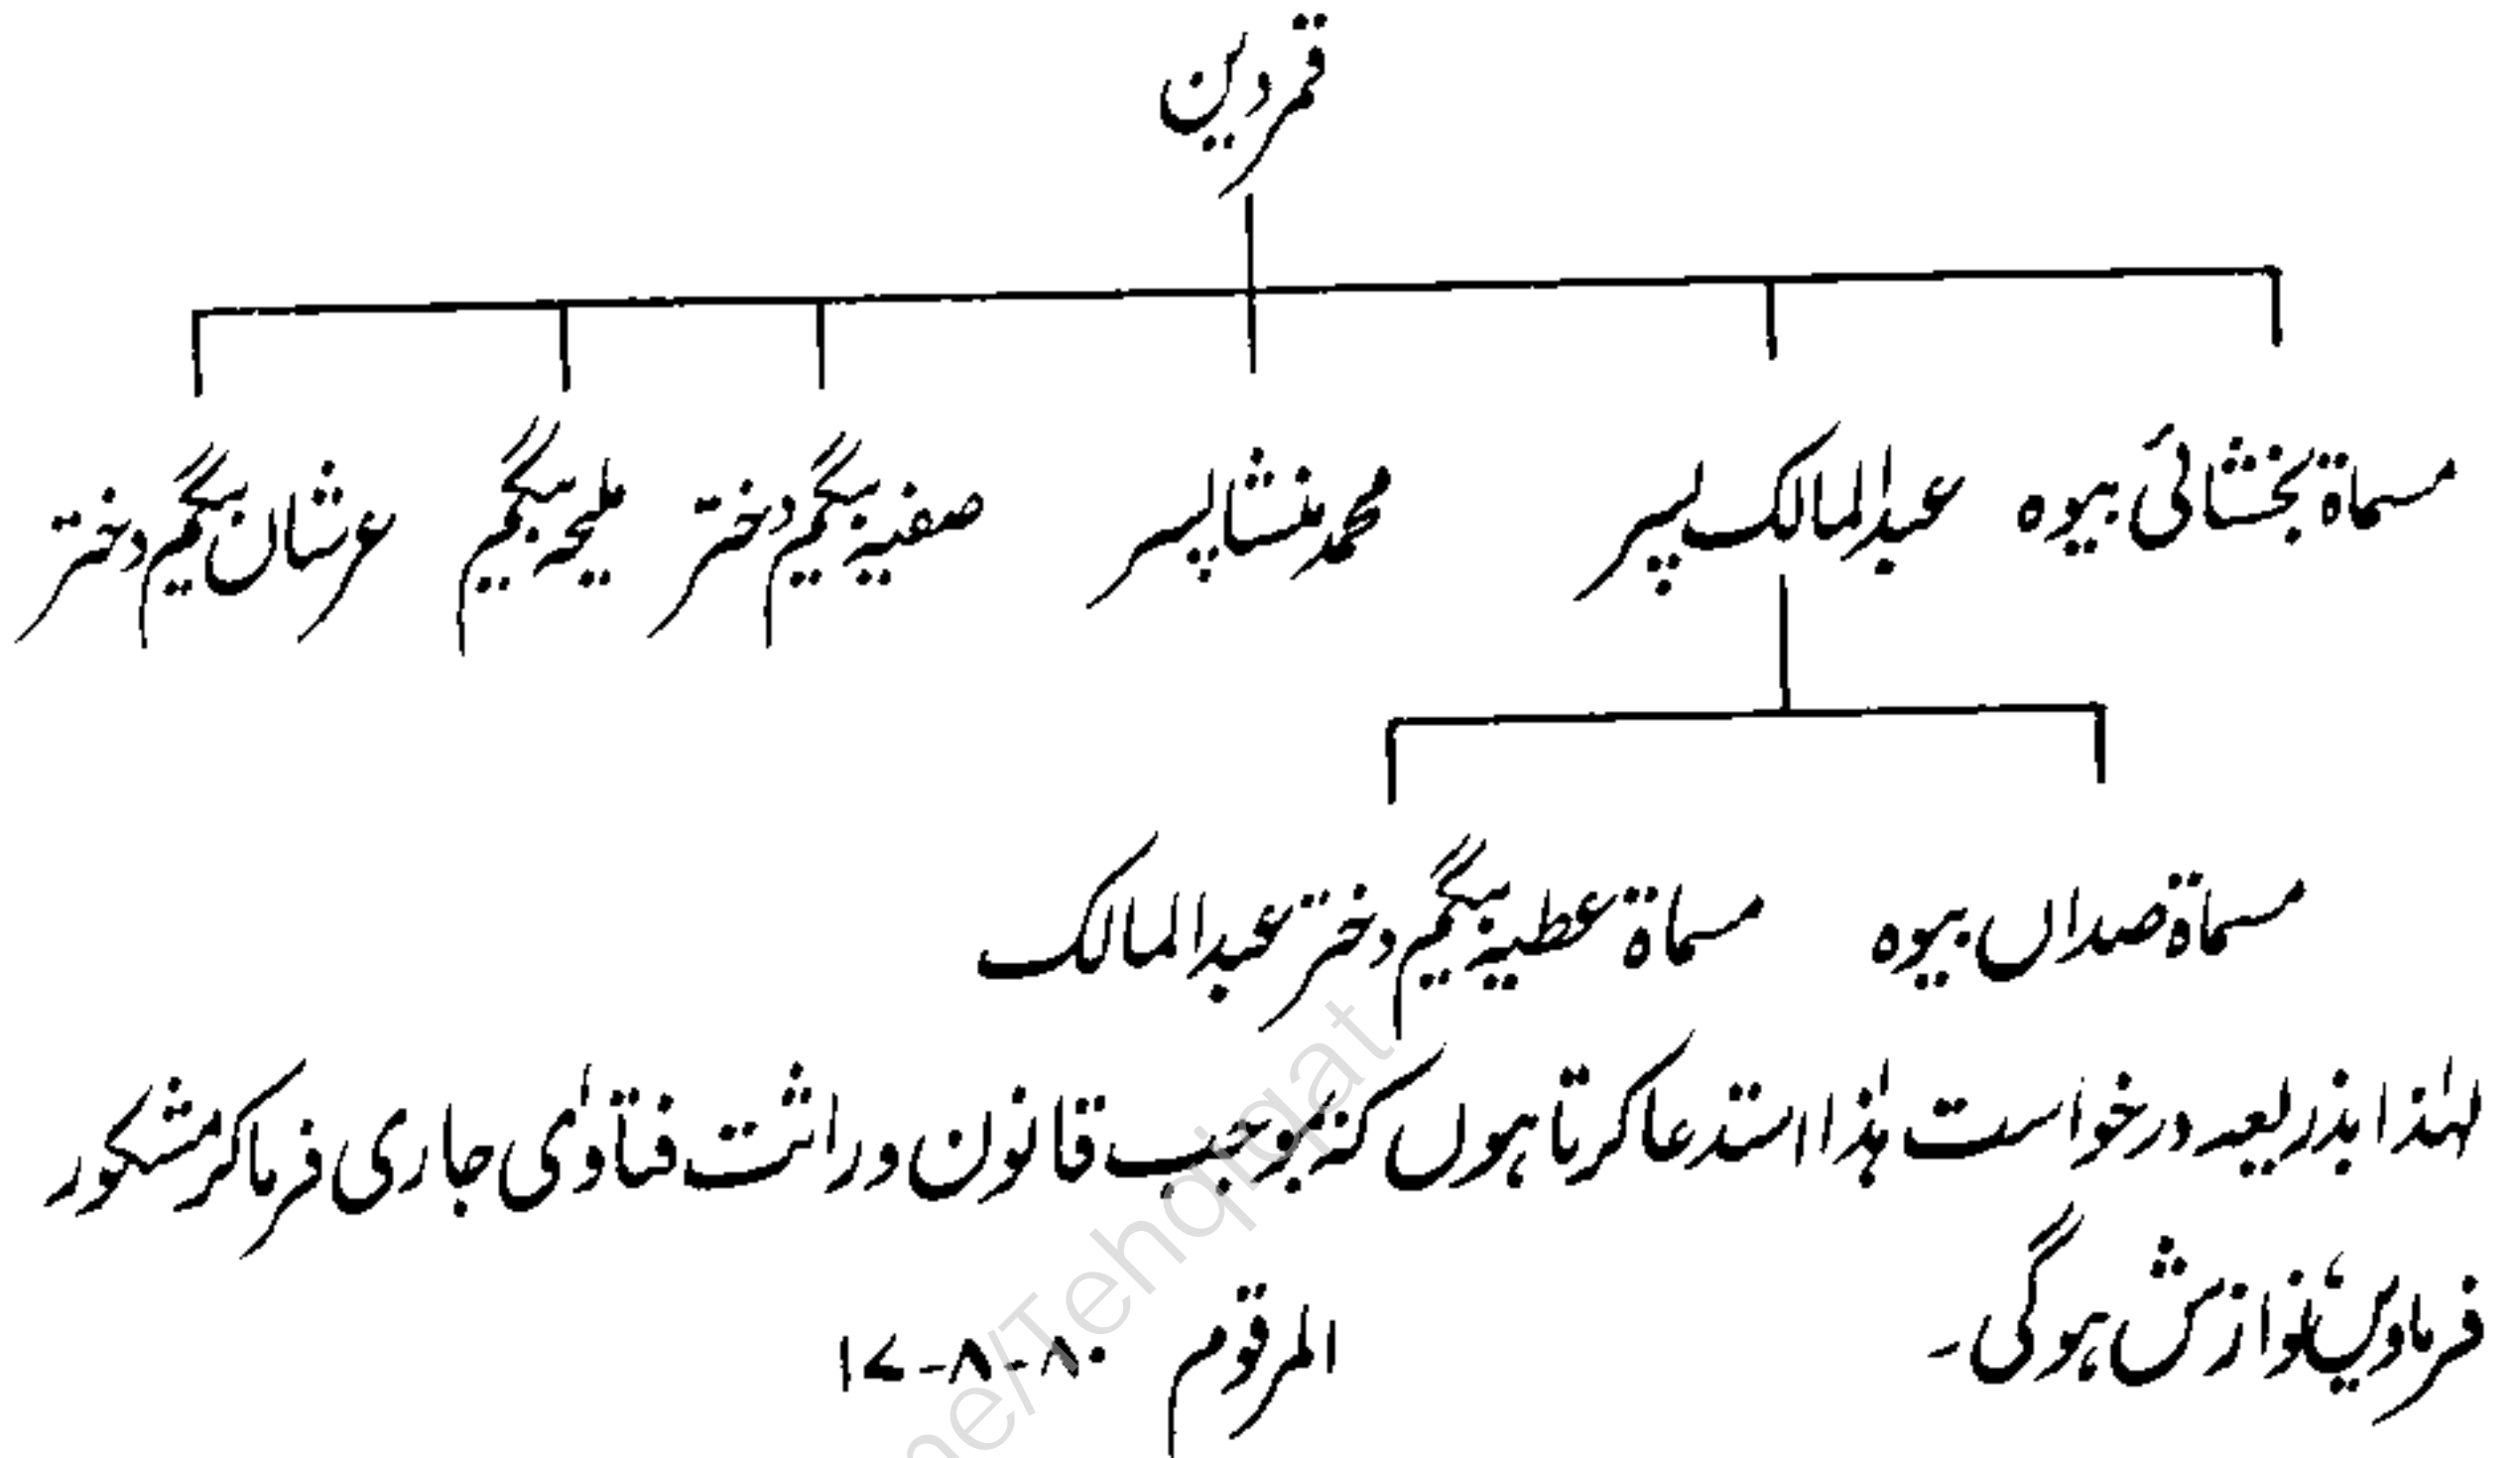 قمر دین
مسماۃ بخشائی بیوہ عبدالمالک پسر محمد منشا پسر صفیہ بیگم دختر ملیحہ بیگم عرشان بیگم دختر
مسماۃ صداں بیوہ مسماۃ عطیہ بیگم دختر عبدالمالک
لہٰذا بذریعہ درخواست ہٰذا استدعا کرتا ہوں کہ بموجب قانون وراثت فتاوٰی جاری فرما کر مشکور
فرماویں، نوازش ہوگی۔ المرقوم ۸۰-۸-۱۷
me/Tehqiqat